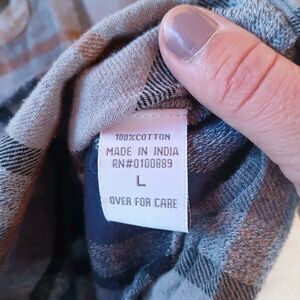 100%COTTON
MADE IN INDIA
RN#0100889
L
OVER FOR CARE